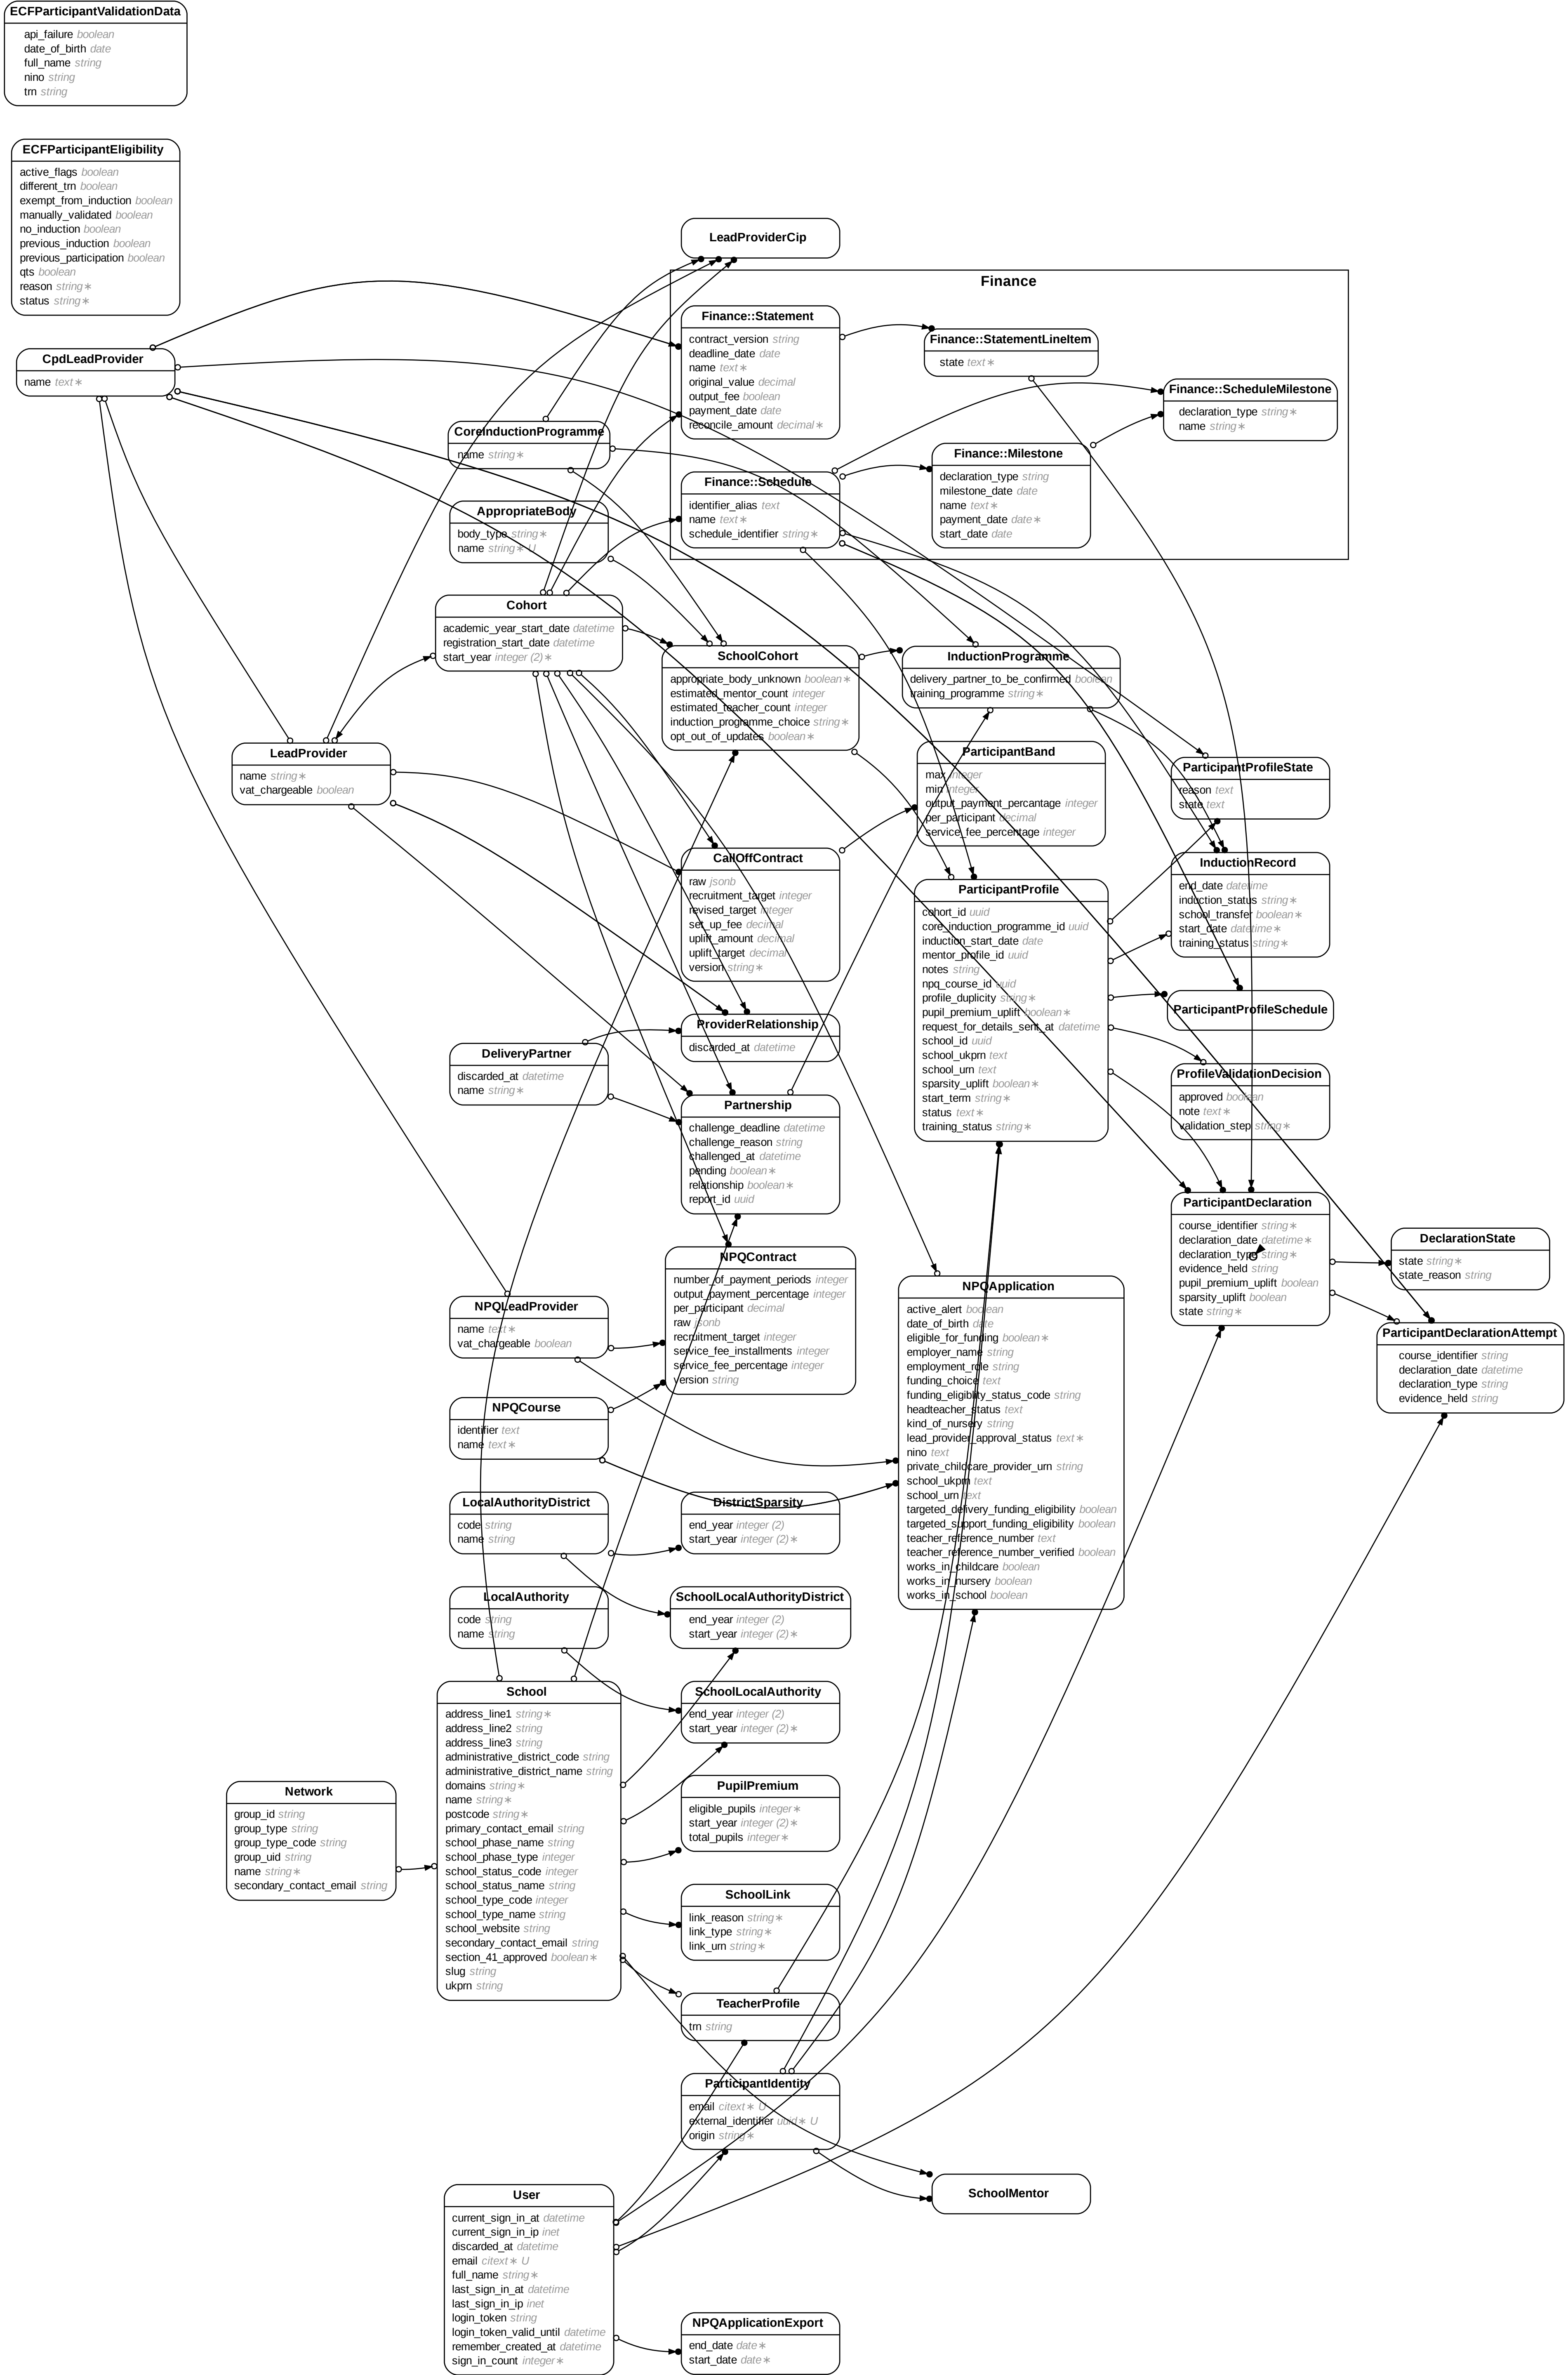 ECFParticipantValidationData
api_failure boolean
date_of_birth date
full_name string
nino string
trn string
ECFParticipantEligibility
active_flags boolean
different_trn boolean
exempt_from_induction boolean
manually_validated boolean
no_induction boolean
previous_induction boolean
previous_participation boolean
qts boolean
reason string∗
status string∗
CpdLeadProvider
name text∗
LeadProviderCip
Finance
Finance::Statement
contract_version string
deadline_date date
name text∗
original_value decimal
output_fee boolean
payment_date date
reconcile_amount decimal∗
Finance::StatementLineItem
state text∗
Finance::ScheduleMilestone
declaration_type string∗
name string∗
Finance::Milestone
declaration_type string
milestone_date date
name text∗
payment_date date∗
start_date date
Finance::Schedule
identifier_alias text
name text∗
schedule_identifier string∗
CoreInductionProgramme
name string∗
AppropriateBody
body_type string∗
name string∗ U
Cohort
academic_year_start_date datetime
registration_start_date datetime
start_year integer (2)∗
LeadProvider
name string∗
vat_chargeable boolean
SchoolCohort
appropriate_body_unknown boolean∗
estimated_mentor_count integer
estimated_teacher_count integer
induction_programme_choice string∗
opt_out_of_updates boolean∗
InductionProgramme
delivery_partner_to_be_confirmed boolean
training_programme string∗
ParticipantBand
max integer
min integer
output_payment_percantage integer
per_participant decimal
service_fee_percentage integer
ParticipantProfileState
reason text
state text
InductionRecord
end_date datetime
induction_status string∗
school_transfer boolean∗
start_date datetime∗
training_status string∗
CallOffContract
raw jsonb
recruitment_target integer
revised_target integer
set_up_fee decimal
uplift_amount decimal
uplift_target decimal
version string∗
ParticipantProfile
cohort_id uuid
core_induction_programme_id uuid
induction_start_date date
mentor_profile_id uuid
notes string
npq_course_id uuid
profile_duplicity string∗
pupil_premium_uplift boolean∗
request_for_details_sent_at datetime
school_id uuid
school_ukprn text
school_urn text
sparsity_uplift boolean∗
start_term string∗
status text∗
training_status string∗
ParticipantProfileSchedule
ProviderRelationship
discarded_at datetime
DeliveryPartner
discarded_at datetime
name string∗
ProfileValidationDecision
approved boolean
note text∗
validation_step string∗
Partnership
challenge_deadline datetime
challenge_reason string
challenged_at datetime
pending boolean∗
relationship boolean∗
report_id uuid
ParticipantDeclaration
course_identifier string∗
declaration_date datetime∗
declaration_type string∗
evidence_held string
pupil_premium_uplift boolean
sparsity_uplift boolean
state string∗
DeclarationState
state string∗
state_reason string
ParticipantDeclarationAttempt
course_identifier string
declaration_date datetime
declaration_type string
evidence_held string
NPQContract
number_of_payment_periods integer
output_payment_percentage integer
per_participant decimal
raw jsonb
recruitment_target integer
service_fee_installments integer
service_fee_percentage integer
version string
NPQApplication
active_alert boolean
date_of_birth date
eligible_for_funding boolean∗
employer_name string
employment_role string
funding_choice text
funding_eligiblity_status_code string
headteacher_status text
kind_of_nursery string
lead_provider_approval_status text∗
nino text
private_childcare_provider_urn string
school_ukprn text
school_urn text
targeted_delivery_funding_eligibility boolean
targeted_support_funding_eligibility boolean
teacher_reference_number text
teacher_reference_number_verified boolean
works_in_childcare boolean
works_in_nursery boolean
works_in_school boolean
NPQLeadProvider
name text∗
vat_chargeable boolean
NPQCourse
identifier text
name text∗
LocalAuthorityDistrict
code string
name string
DistrictSparsity
end_year integer (2)
start_year integer (2)∗
LocalAuthority
code string
name string
SchoolLocalAuthorityDistrict
end_year integer (2)
start_year integer (2)∗
School
address_line1 string∗
address_line2 string
address_line3 string
administrative_district_code string
administrative_district_name string
domains string∗
name string∗
postcode string∗
primary_contact_email string
school_phase_name string
school_phase_type integer
school_status_code integer
school_status_name string
school_type_code integer
school_type_name string
school_website string
secondary_contact_email string
section_41_approved boolean∗
slug string
ukprn string
SchoolLocalAuthority
end_year integer (2)
start_year integer (2)∗
Network
group_id string
group_type string
group_type_code string
group_uid string
name string∗
secondary_contact_email string
PupilPremium
eligible_pupils integer∗
start_year integer (2)∗
total_pupils integer∗
SchoolLink
link_reason string∗
link_type string∗
link_urn string∗
TeacherProfile
trn string
ParticipantIdentity
email citext∗ U
external_identifier uuid∗ U
origin string∗
SchoolMentor
User
current_sign_in_at datetime
current_sign_in_ip inet
discarded_at datetime
email citext∗ U
full_name string∗
last_sign_in_at datetime
last_sign_in_ip inet
login_token string
login_token_valid_until datetime
remember_created_at datetime
sign_in_count integer∗
NPQApplicationExport
end_date date∗
start_date date∗